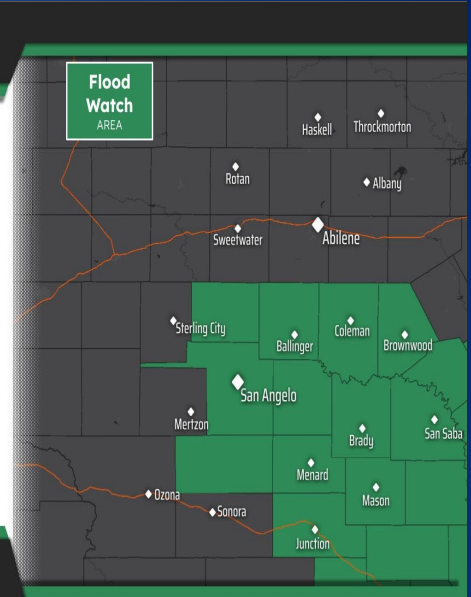 Flood
Watch
AREA
Haskell
Throckmorton
Rotan
Albany
Sweetwater
Abilene
Sterling City
Ballinger
Coleman
Brownwood
San Angelo
Mertzon
Brady
San Saba
Menard
Mason
Ozona
Sonora
Junction